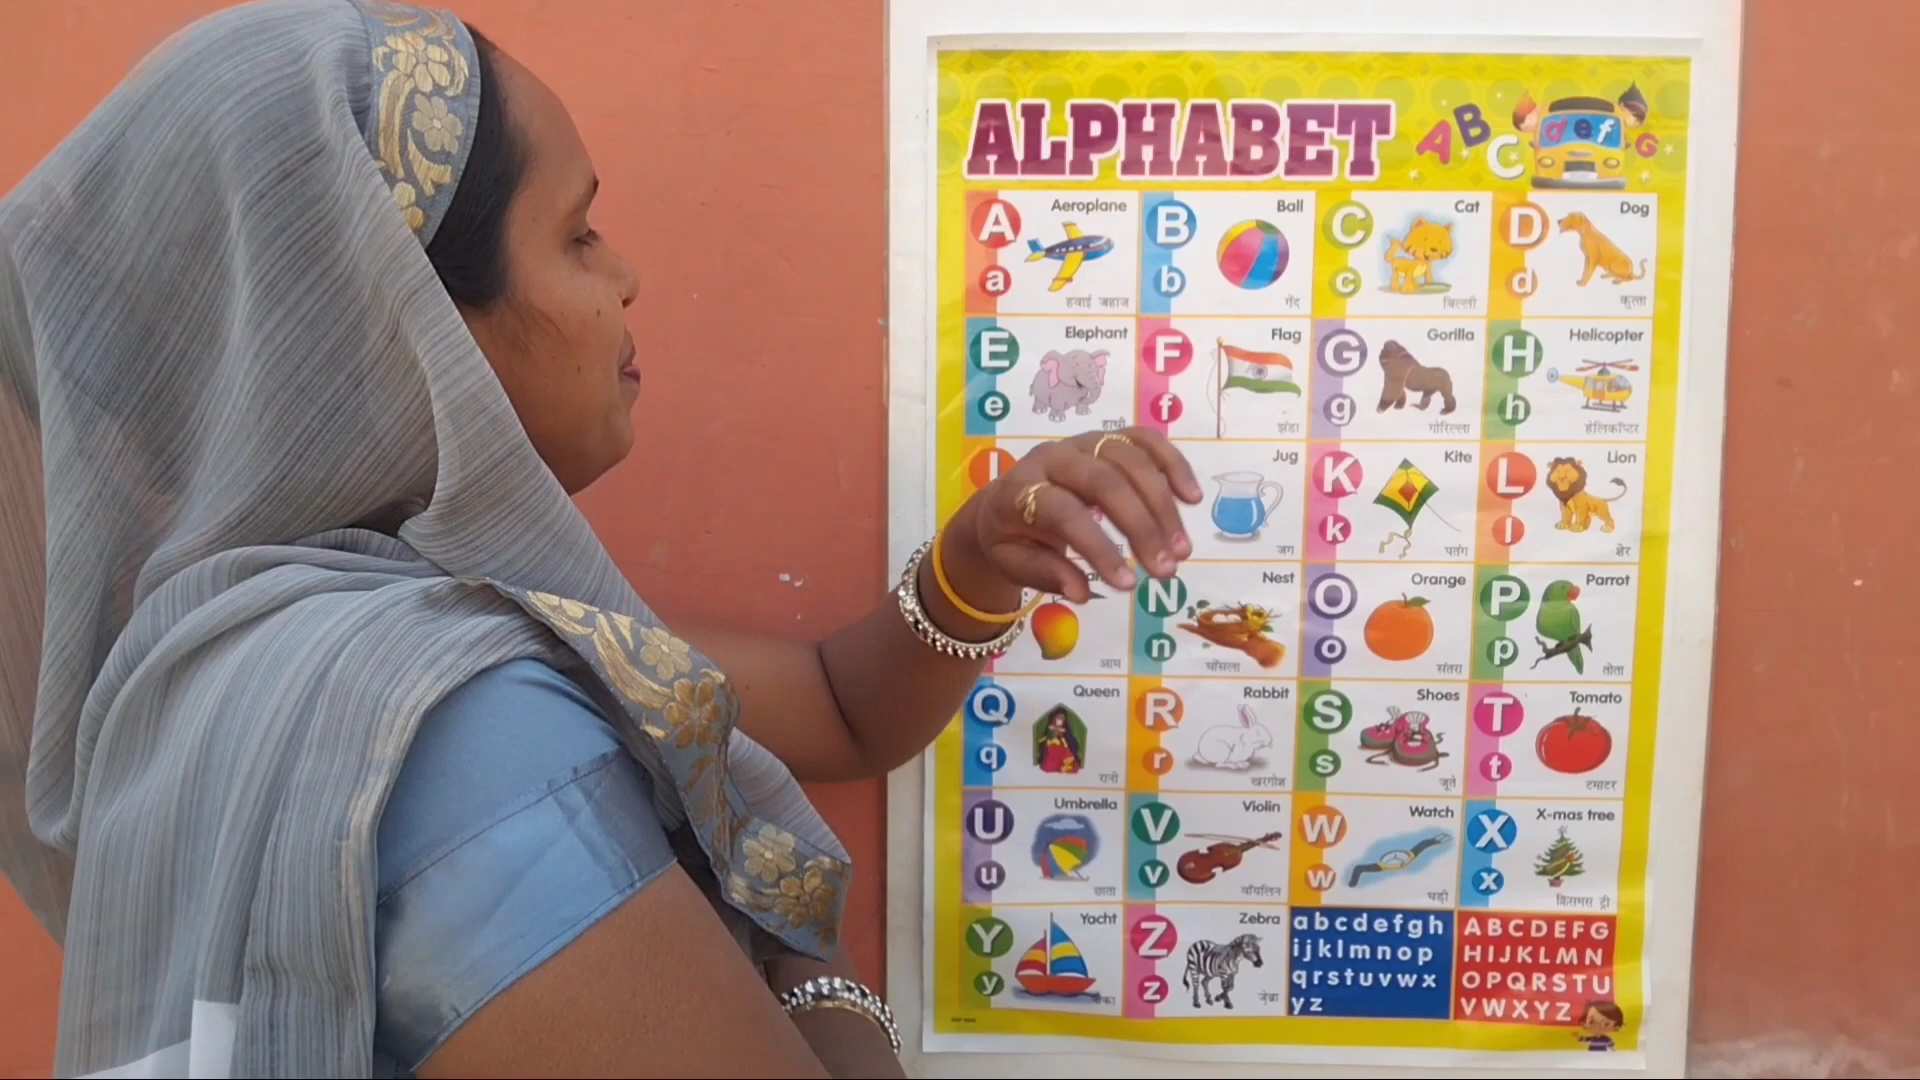 ALPHABET
A B C def G
A Aeroplane B Ball C Cat D Dog
a हवाई जहाज b गेंद c बिल्ली d कुत्ता
E Elephant F Flag G Gorilla H Helicopter
e हाथी f झंडा g गोरिल्ला h हेलिकॉप्टर
I Jug K Kite L Lion
जग k पतंग l शेर
N Nest O Orange P Parrot
आम n घोंसला o संतरा p तोता
Q Queen R Rabbit S Shoes T Tomato
q रानी r खरगोश s जूते t टमाटर
U Umbrella V Violin W Watch X X-mas tree
u छाता v वॉयलिन w घड़ी x क्रिसमस ट्री
Y Yacht Z Zebra
y z ज़ेब्रा
abcdefgh
ijklmnop
qrstuvwx
yz
ABCDEFG
HIJKLMN
OPQRSTU
VWXYZ